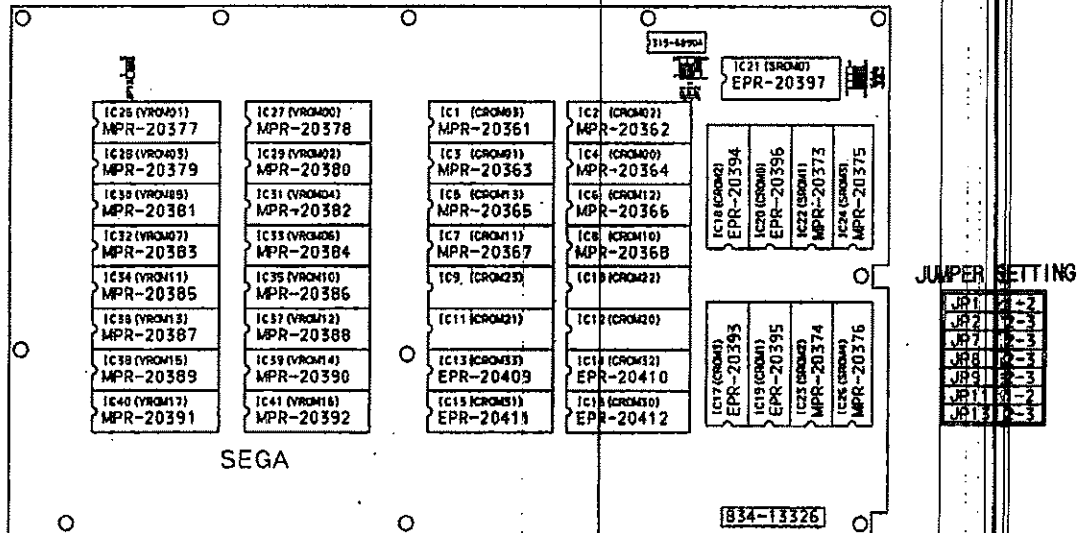 315-4890A
IC21 (SROM0)
EPR-20397
IC26 (VROM01)
MPR-20377
IC27 (VROM00)
MPR-20378
IC1 (CROM03)
MPR-20361
IC2 (CROM02)
MPR-20362
IC28 (VROM03)
MPR-20379
IC29 (VROM02)
MPR-20380
IC3 (CROM01)
MPR-20363
IC4 (CROM00)
MPR-20364
IC30 (VROM05)
MPR-20381
IC31 (VROM04)
MPR-20382
IC5 (CROM13)
MPR-20365
IC6 (CROM12)
MPR-20366
IC32 (VROM07)
MPR-20383
IC33 (VROM06)
MPR-20384
IC7 (CROM11)
MPR-20367
IC8 (CROM10)
MPR-20368
IC34 (VROM11)
MPR-20385
IC35 (VROM10)
MPR-20386
IC9 (CROM23)
IC10 (CROM22)
IC36 (VROM13)
MPR-20387
IC37 (VROM12)
MPR-20388
IC11 (CROM21)
IC12 (CROM20)
IC38 (VROM15)
MPR-20389
IC39 (VROM14)
MPR-20390
IC13 (CROM33)
EPR-20409
IC14 (CROM32)
EPR-20410
IC40 (VROM17)
MPR-20391
IC41 (VROM16)
MPR-20392
IC15 (CROM31)
EPR-20411
IC16 (CROM30)
EPR-20412
IC18 (CROM2)
EPR-20394
IC20 (CROM0)
EPR-20396
IC22 (SROM1)
MPR-20373
IC24 (SROM3)
MPR-20375
IC17 (CROM3)
EPR-20393
IC19 (CROM1)
EPR-20395
IC23 (SROM2)
MPR-20374
IC25 (SROM4)
MPR-20376
SEGA
834-13326
JUMPER SETTING
JP1 1-2
JP2 2-3
JP7 2-3
JP8 2-3
JP9 2-3
JP11 1-2
JP13 2-3